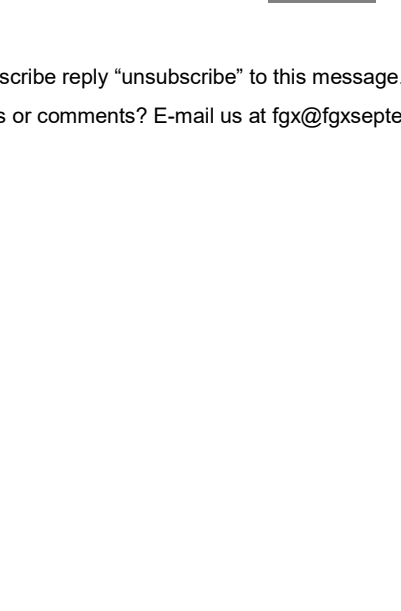 scribe reply “unsubscribe” to this message.
s or comments? E-mail us at fgx@fgxsepte